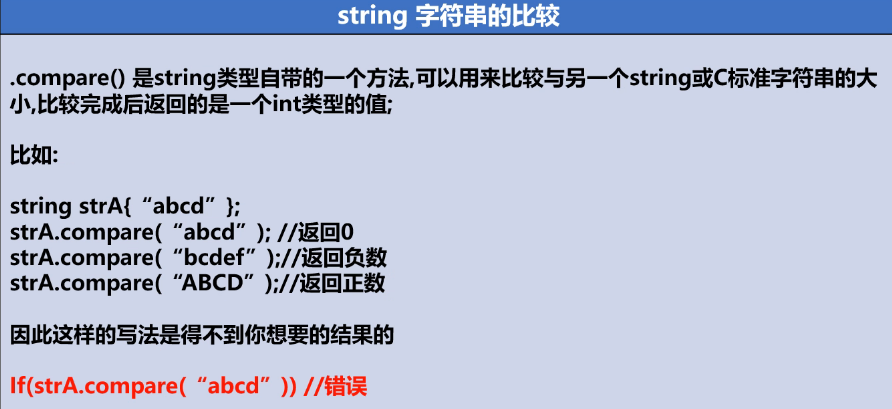 string 字符串的比较
.compare() 是string类型自带的一个方法,可以用来比较与另一个string或C标准字符串的大
小,比较完成后返回的是一个int类型的值;
比如:
string strA{“abcd”};
strA.compare(“abcd”); //返回0
strA.compare(“bcdef”);//返回负数
strA.compare(“ABCD”);//返回正数
因此这样的写法是得不到你想要的结果的
If(strA.compare(“abcd”)) //错误